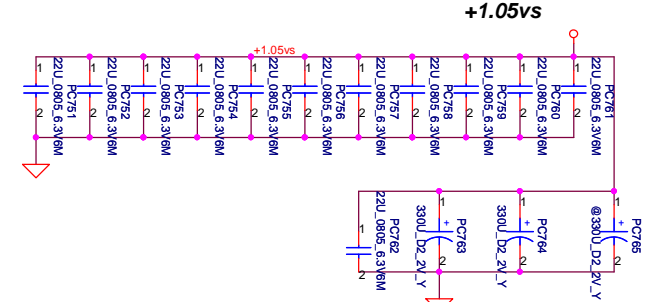 +1.05vs
+1.05vs
1
2
PC751
22U_0805_6.3V6M
1
2
PC752
22U_0805_6.3V6M
1
2
PC753
22U_0805_6.3V6M
1
2
PC754
22U_0805_6.3V6M
1
2
PC755
22U_0805_6.3V6M
1
2
PC756
22U_0805_6.3V6M
1
2
PC757
22U_0805_6.3V6M
1
2
PC758
22U_0805_6.3V6M
1
2
PC759
22U_0805_6.3V6M
1
2
PC760
22U_0805_6.3V6M
1
2
PC761
22U_0805_6.3V6M
1
2
PC762
22U_0805_6.3V6M
1
+
2
PC763
330U_D2_2V_Y
1
+
2
PC764
330U_D2_2V_Y
1
+
2
PC765
@330U_D2_2V_Y